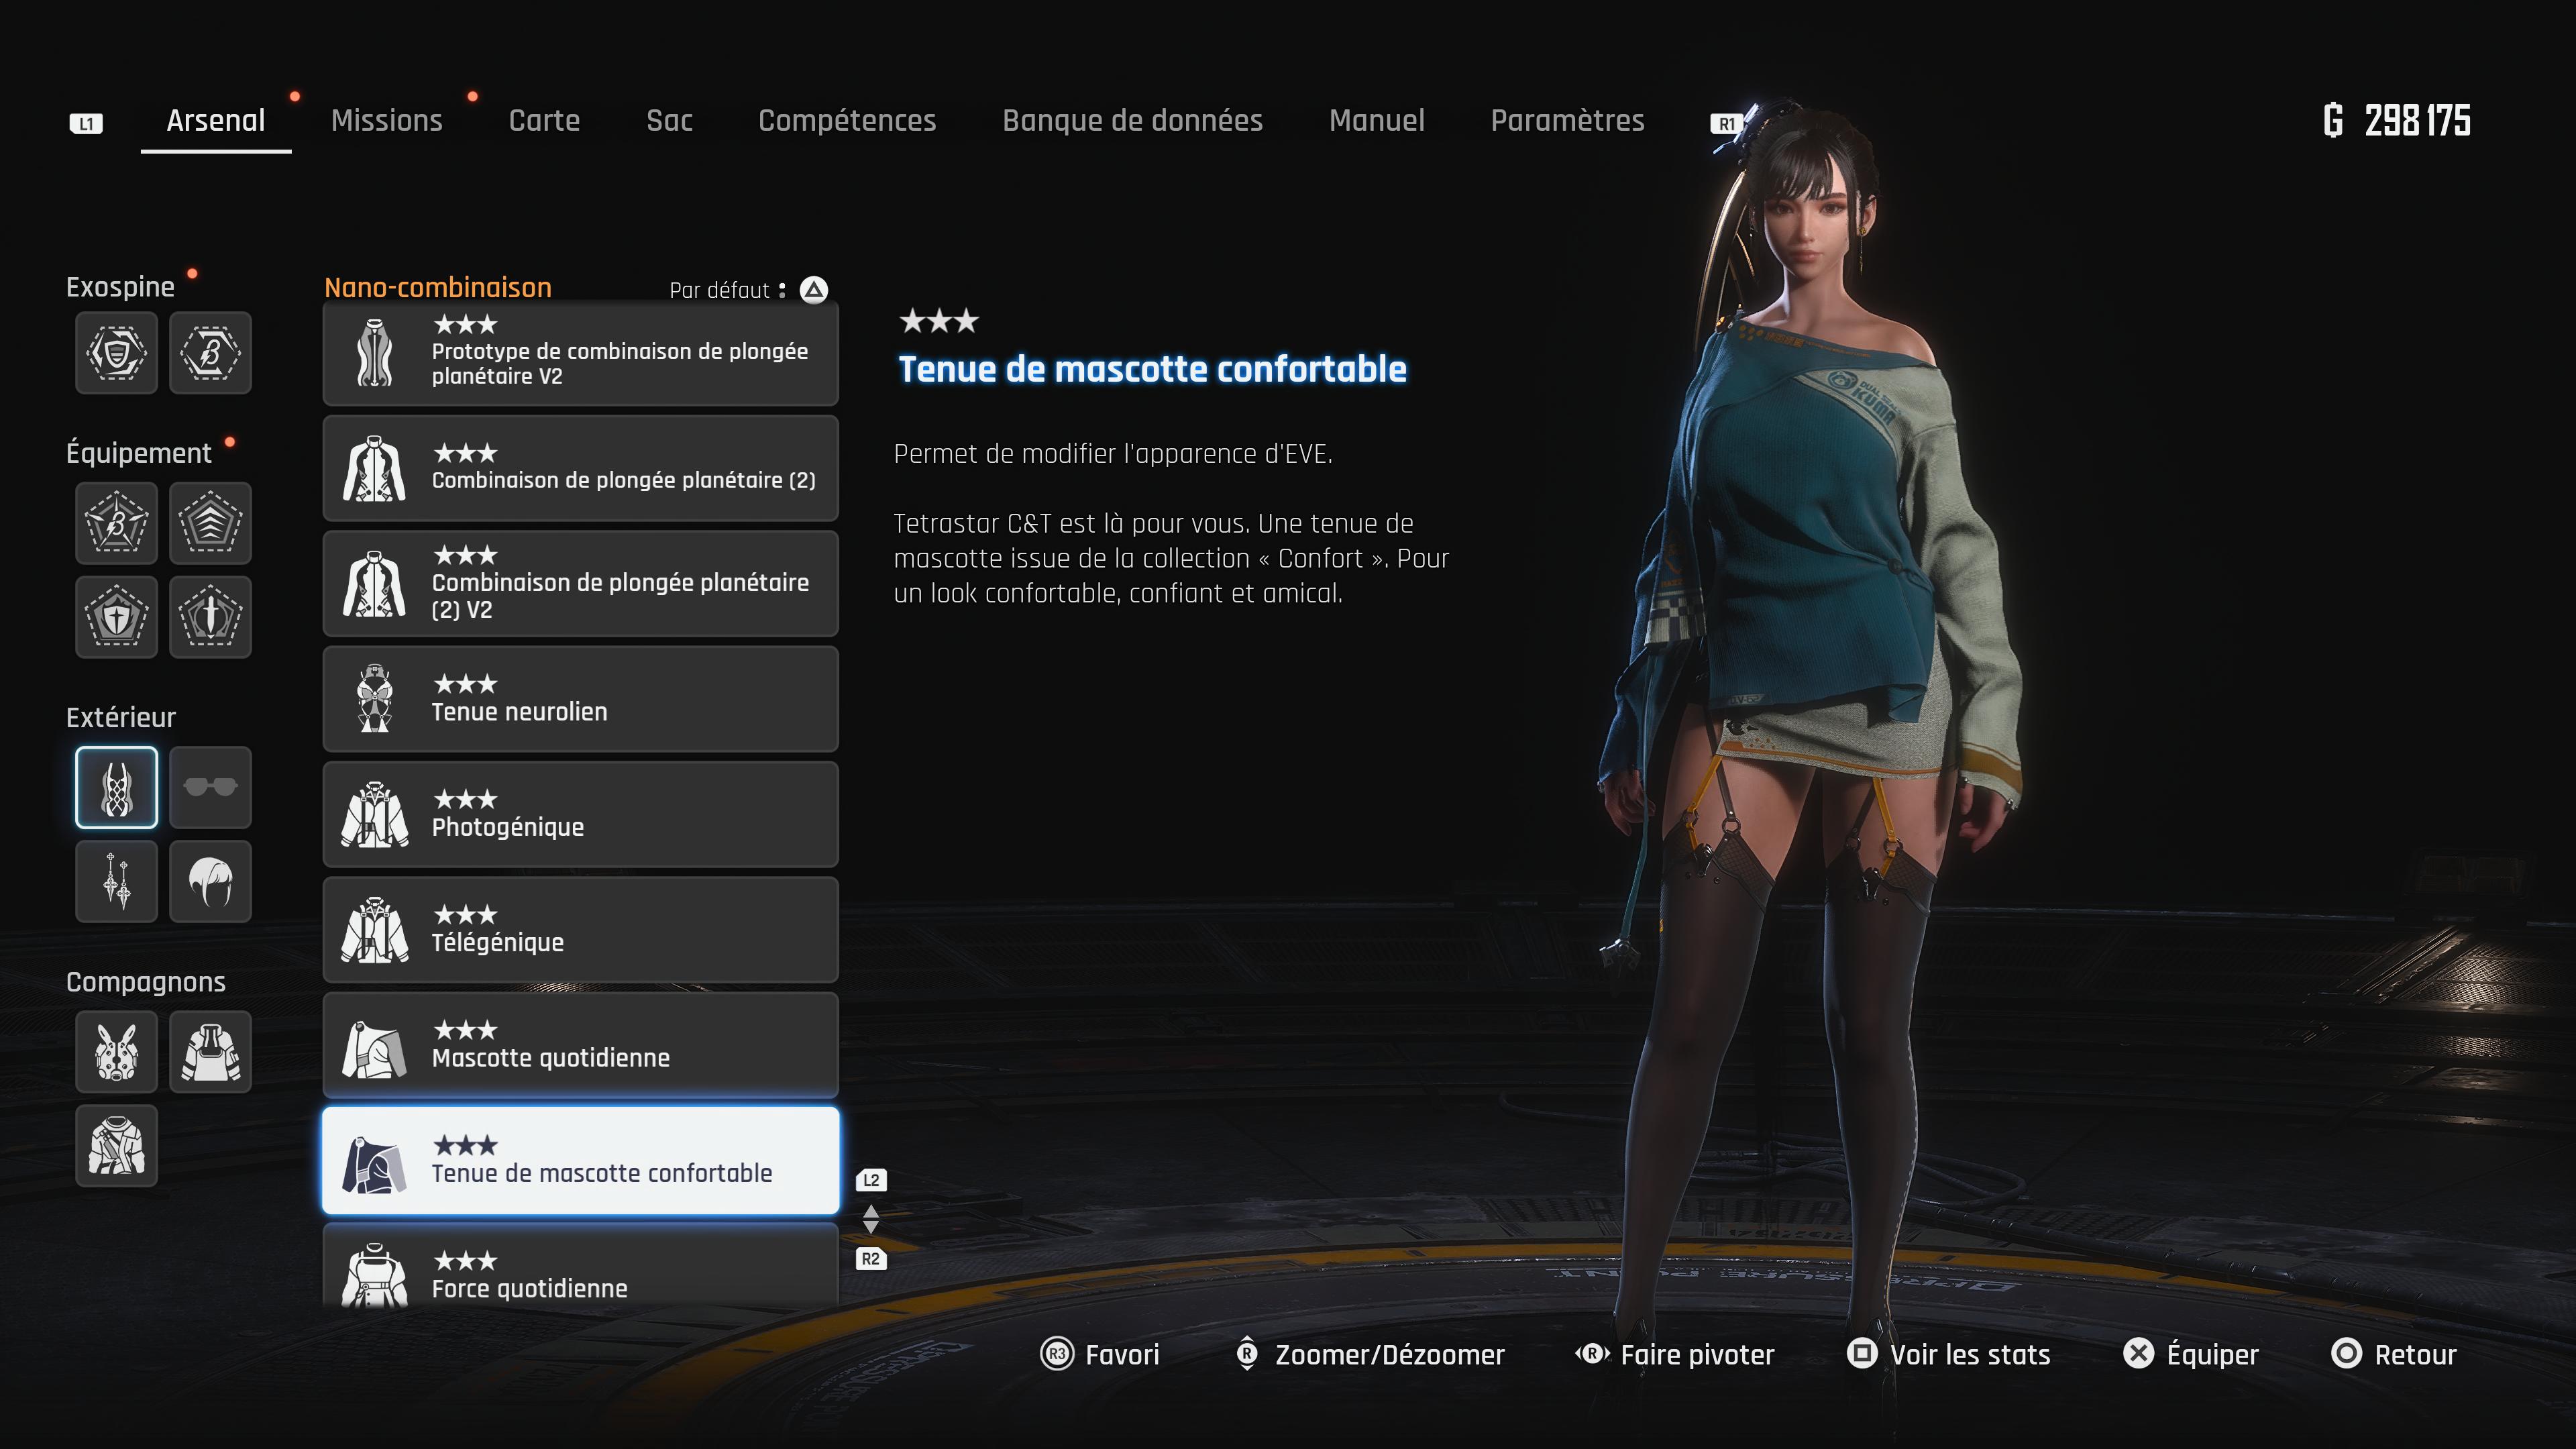 L1
Arsenal
Missions
Carte
Sac
Compétences
Banque de données
Manuel
Paramètres
R1
298 175
Exospine
Équipement
Extérieur
Compagnons
Nano-combinaison
Par défaut :
Prototype de combinaison de plongée
planétaire V2
Combinaison de plongée planétaire (2)
Combinaison de plongée planétaire
(2) V2
Tenue neurolien
Photogénique
Télégénique
Mascotte quotidienne
Tenue de mascotte confortable
Force quotidienne
L2
R2
Tenue de mascotte confortable
Permet de modifier l'apparence d'EVE.
Tetrastar C&T est là pour vous. Une tenue de
mascotte issue de la collection « Confort ». Pour
un look confortable, confiant et amical.
DUAL
KUMA
R3 Favori
R Zoomer/Dézoomer
R Faire pivoter
Voir les stats
Équiper
Retour